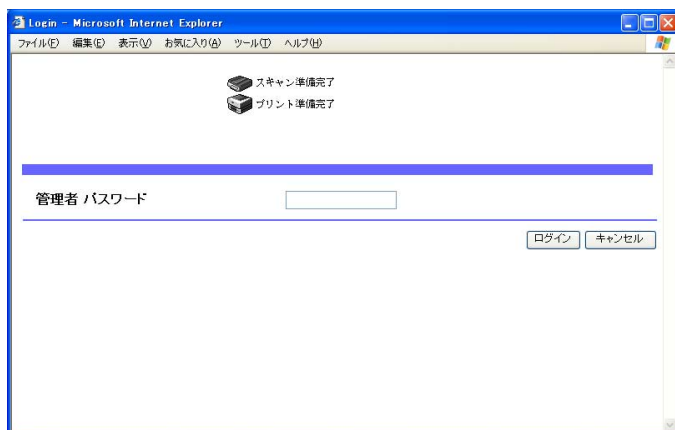 Login - Microsoft Internet Explorer
ファイル(F) 編集(E) 表示(V) お気に入り(A) ツール(T) ヘルプ(H)
スキャン準備完了
プリント準備完了
管理者 パスワード
ログイン キャンセル